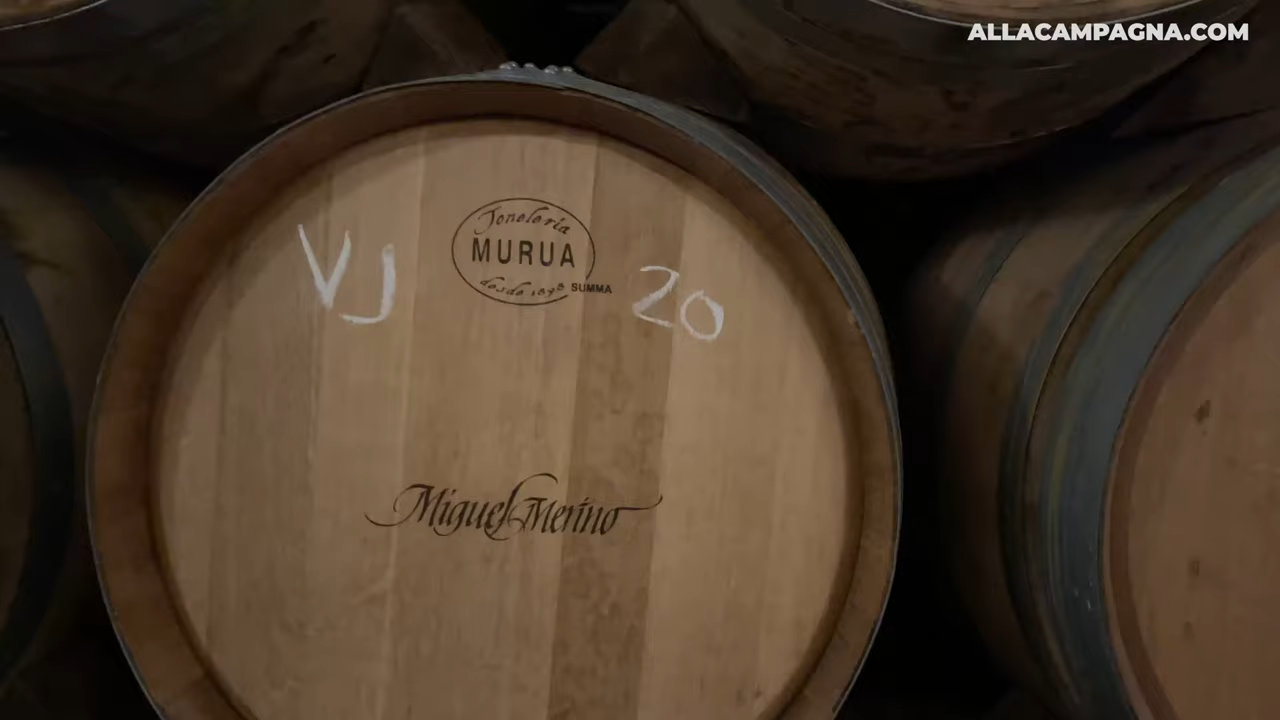 ALLACAMPAGNA.COM
Tonelería
MURUA
desde 1898 SUMMA
VJ
20
Miguel Merino